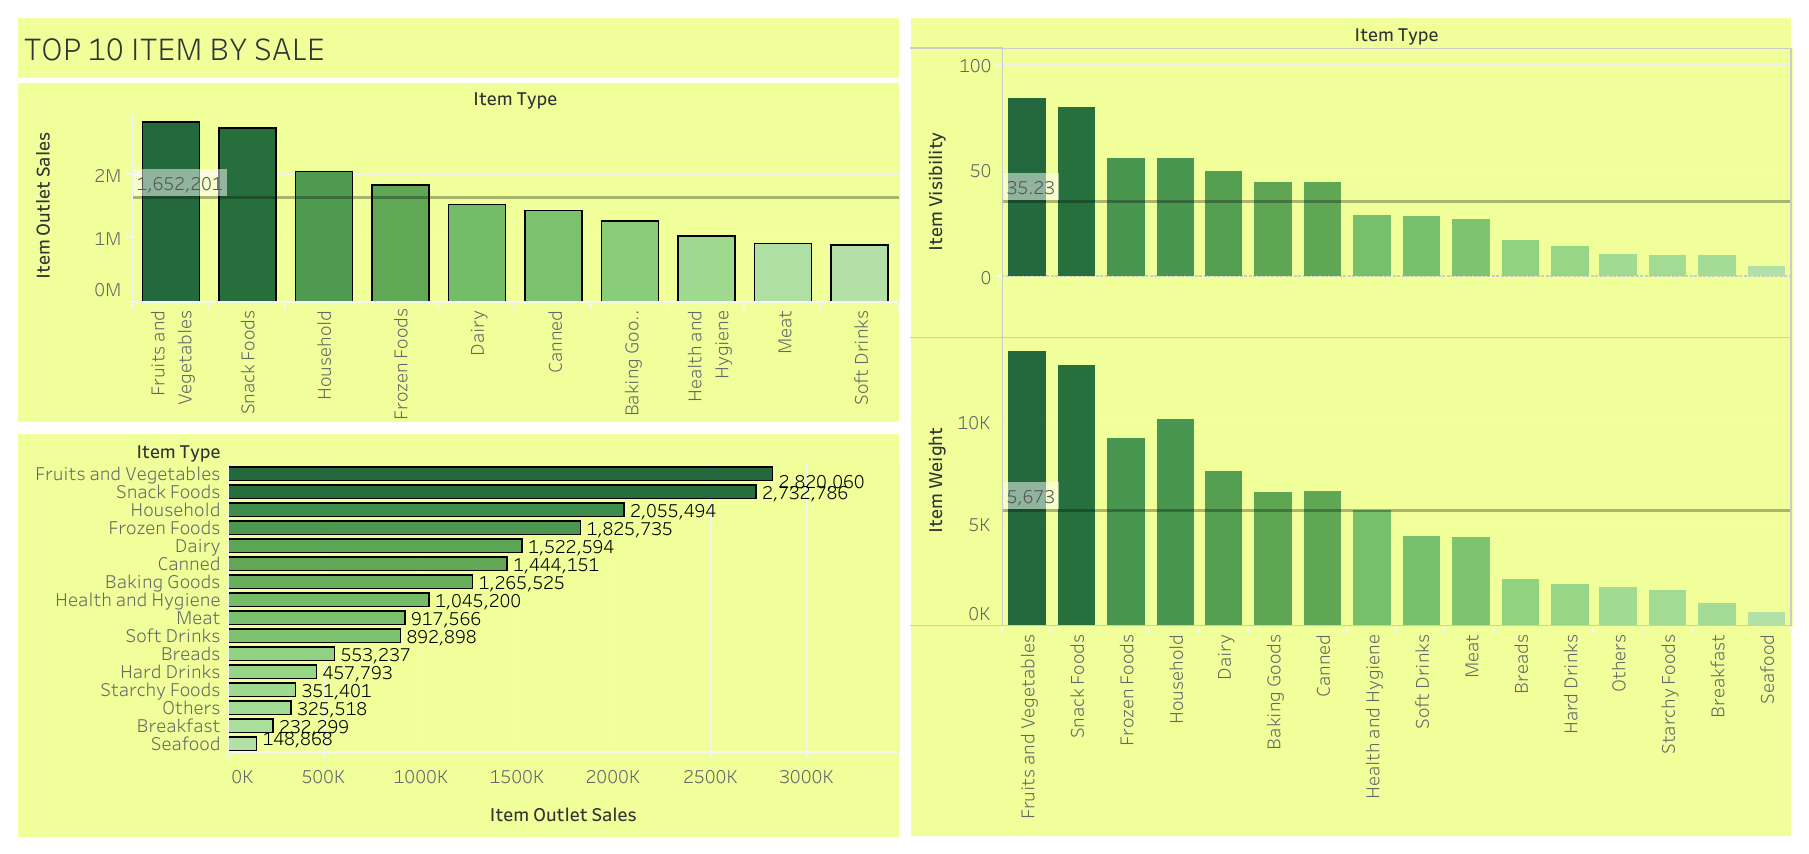 TOP 10 ITEM BY SALE
Item Type
Item Outlet Sales
2M
1M
0M
1,652,201
Fruits and
Vegetables
Snack Foods
Household
Frozen Foods
Dairy
Canned
Baking Goo..
Health and
Hygiene
Meat
Soft Drinks
Item Type
Fruits and Vegetables 2,820,060
Snack Foods 2,732,786
Household 2,055,494
Frozen Foods 1,825,735
Dairy 1,522,594
Canned 1,444,151
Baking Goods 1,265,525
Health and Hygiene 1,045,200
Meat 917,566
Soft Drinks 892,898
Breads 553,237
Hard Drinks 457,793
Starchy Foods 351,401
Others 325,518
Breakfast 232,299
Seafood 148,868
0K 500K 1000K 1500K 2000K 2500K 3000K
Item Outlet Sales
Item Type
Item Visibility
100
50
0
35.23
Item Weight
10K
5K
0K
5,673
Fruits and Vegetables
Snack Foods
Frozen Foods
Household
Dairy
Baking Goods
Canned
Health and Hygiene
Soft Drinks
Meat
Breads
Hard Drinks
Others
Starchy Foods
Breakfast
Seafood